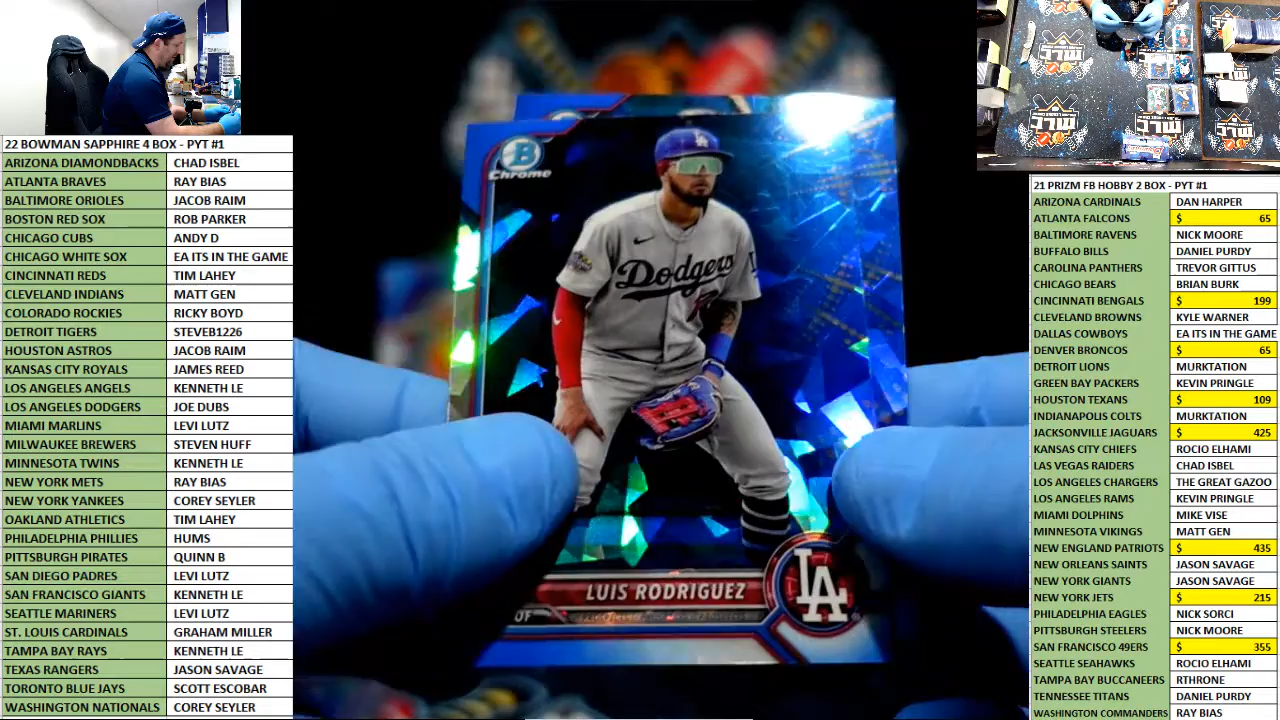 22 BOWMAN SAPPHIRE 4 BOX - PYT #1
ARIZONA DIAMONDBACKS CHAD ISBEL
ATLANTA BRAVES RAY BIAS
BALTIMORE ORIOLES JACOB RAIM
BOSTON RED SOX ROB PARKER
CHICAGO CUBS ANDY D
CHICAGO WHITE SOX EA ITS IN THE GAME
CINCINNATI REDS TIM LAHEY
CLEVELAND INDIANS MATT GEN
COLORADO ROCKIES RICKY BOYD
DETROIT TIGERS STEVEB1226
HOUSTON ASTROS JACOB RAIM
KANSAS CITY ROYALS JAMES REED
LOS ANGELES ANGELS KENNETH LE
LOS ANGELES DODGERS JOE DUBS
MIAMI MARLINS LEVI LUTZ
MILWAUKEE BREWERS STEVEN HUFF
MINNESOTA TWINS KENNETH LE
NEW YORK METS RAY BIAS
NEW YORK YANKEES COREY SEYLER
OAKLAND ATHLETICS TIM LAHEY
PHILADELPHIA PHILLIES HUMS
PITTSBURGH PIRATES QUINN B
SAN DIEGO PADRES LEVI LUTZ
SAN FRANCISCO GIANTS KENNETH LE
SEATTLE MARINERS LEVI LUTZ
ST. LOUIS CARDINALS GRAHAM MILLER
TAMPA BAY RAYS KENNETH LE
TEXAS RANGERS JASON SAVAGE
TORONTO BLUE JAYS SCOTT ESCOBAR
WASHINGTON NATIONALS COREY SEYLER
B
Chrome
Dodgers
LUIS RODRIGUEZ
OF
LA
21 PRIZM FB HOBBY 2 BOX - PYT #1
ARIZONA CARDINALS DAN HARPER
ATLANTA FALCONS $ 65
BALTIMORE RAVENS NICK MOORE
BUFFALO BILLS DANIEL PURDY
CAROLINA PANTHERS TREVOR GITTUS
CHICAGO BEARS BRIAN BURK
CINCINNATI BENGALS $ 199
CLEVELAND BROWNS KYLE WARNER
DALLAS COWBOYS EA ITS IN THE GAME
DENVER BRONCOS $ 65
DETROIT LIONS MURKTATION
GREEN BAY PACKERS KEVIN PRINGLE
HOUSTON TEXANS $ 109
INDIANAPOLIS COLTS MURKTATION
JACKSONVILLE JAGUARS $ 425
KANSAS CITY CHIEFS ROCIO ELHAMI
LAS VEGAS RAIDERS CHAD ISBEL
LOS ANGELES CHARGERS THE GREAT GAZOO
LOS ANGELES RAMS KEVIN PRINGLE
MIAMI DOLPHINS MIKE VISE
MINNESOTA VIKINGS MATT GEN
NEW ENGLAND PATRIOTS $ 435
NEW ORLEANS SAINTS JASON SAVAGE
NEW YORK GIANTS JASON SAVAGE
NEW YORK JETS $ 215
PHILADELPHIA EAGLES NICK SORCI
PITTSBURGH STEELERS NICK MOORE
SAN FRANCISCO 49ERS $ 355
SEATTLE SEAHAWKS ROCIO ELHAMI
TAMPA BAY BUCCANEERS RTHRONE
TENNESSEE TITANS DANIEL PURDY
WASHINGTON COMMANDERS RAY BIAS